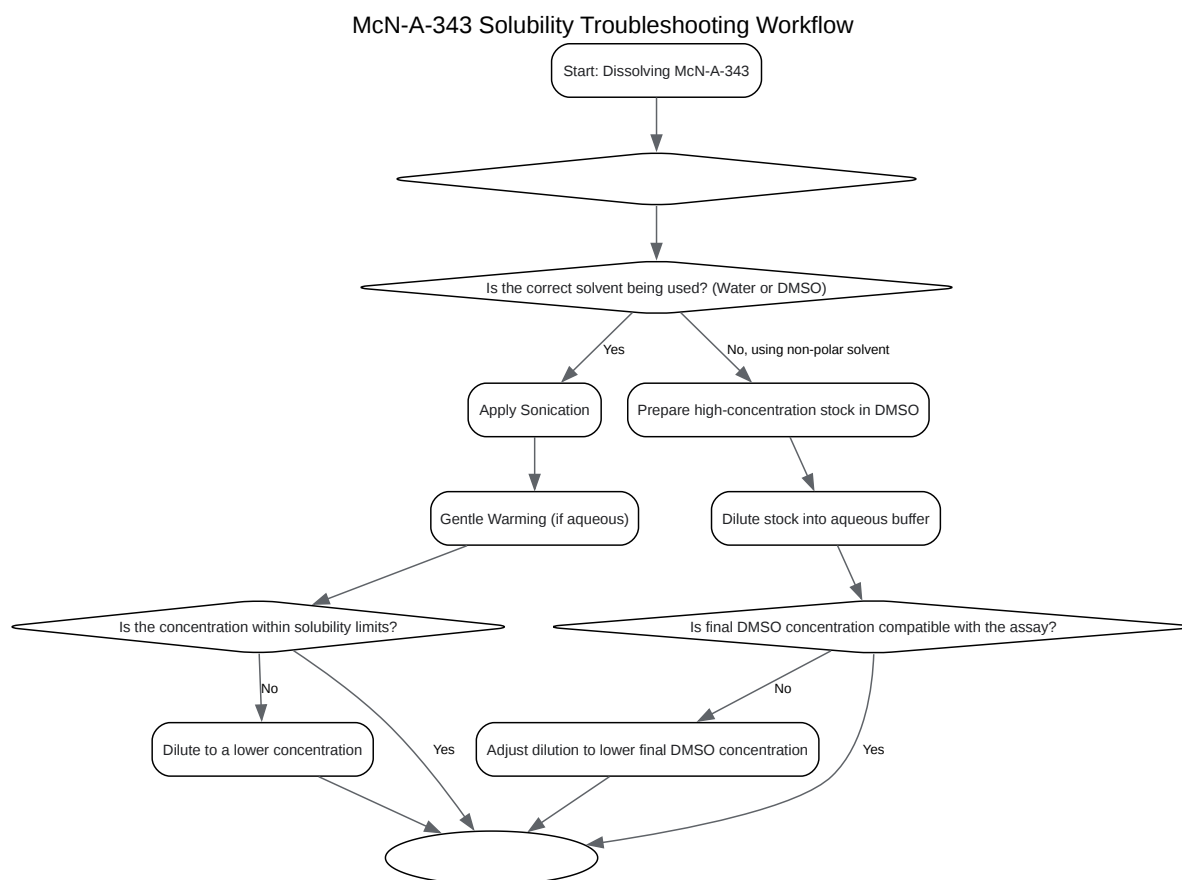 McN-A-343 Solubility Troubleshooting Workflow
Start: Dissolving McN-A-343
Is the correct solvent being used? (Water or DMSO)
Yes
No, using non-polar solvent
Apply Sonication
Prepare high-concentration stock in DMSO
Gentle Warming (if aqueous)
Dilute stock into aqueous buffer
Is the concentration within solubility limits?
Is final DMSO concentration compatible with the assay?
No
No
Dilute to a lower concentration
Yes
Adjust dilution to lower final DMSO concentration
Yes